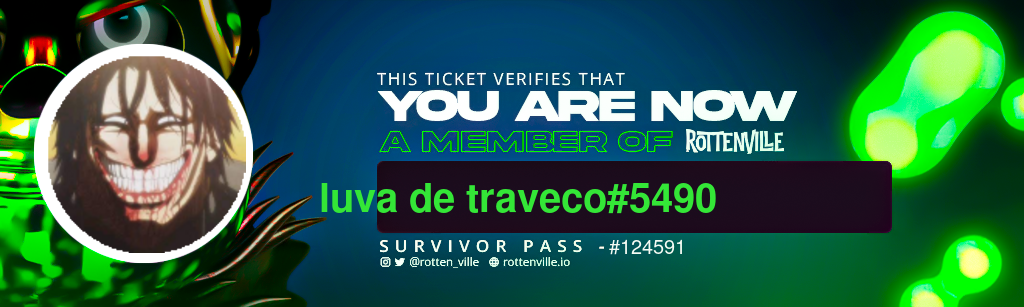 THIS TICKET VERIFIES THAT
YOU ARE NOW
A MEMBER OF ROTTENVILLE
luva de traveco#5490
SURVIVOR PASS - #124591
@rotten_ville rottenville.io